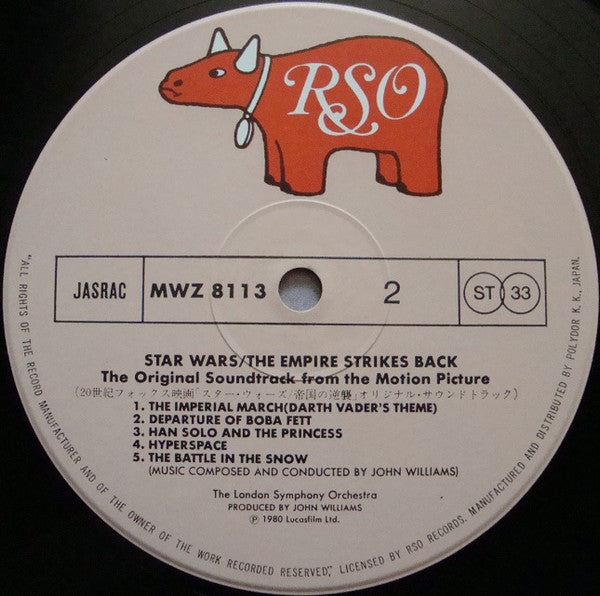 RSO
JASRAC
MWZ 8113
2
ST 33
STAR WARS/THE EMPIRE STRIKES BACK
The Original Soundtrack from the Motion Picture
(20世紀フォックス映画「スター・ウォーズ/帝国の逆襲」オリジナル・サウンドトラック)
1. THE IMPERIAL MARCH(DARTH VADER'S THEME)
2. DEPARTURE OF BOBA FETT
3. HAN SOLO AND THE PRINCESS
4. HYPERSPACE
5. THE BATTLE IN THE SNOW
(MUSIC COMPOSED AND CONDUCTED BY JOHN WILLIAMS)
The London Symphony Orchestra
PRODUCED BY JOHN WILLIAMS
℗ 1980 Lucasfilm Ltd.
"ALL RIGHTS OF THE RECORD MANUFACTURER AND OF THE OWNER OF THE WORK RECORDED RESERVED", LICENSED BY RSO RECORDS, MANUFACTURED AND DISTRIBUTED BY POLYDOR K. K., JAPAN.